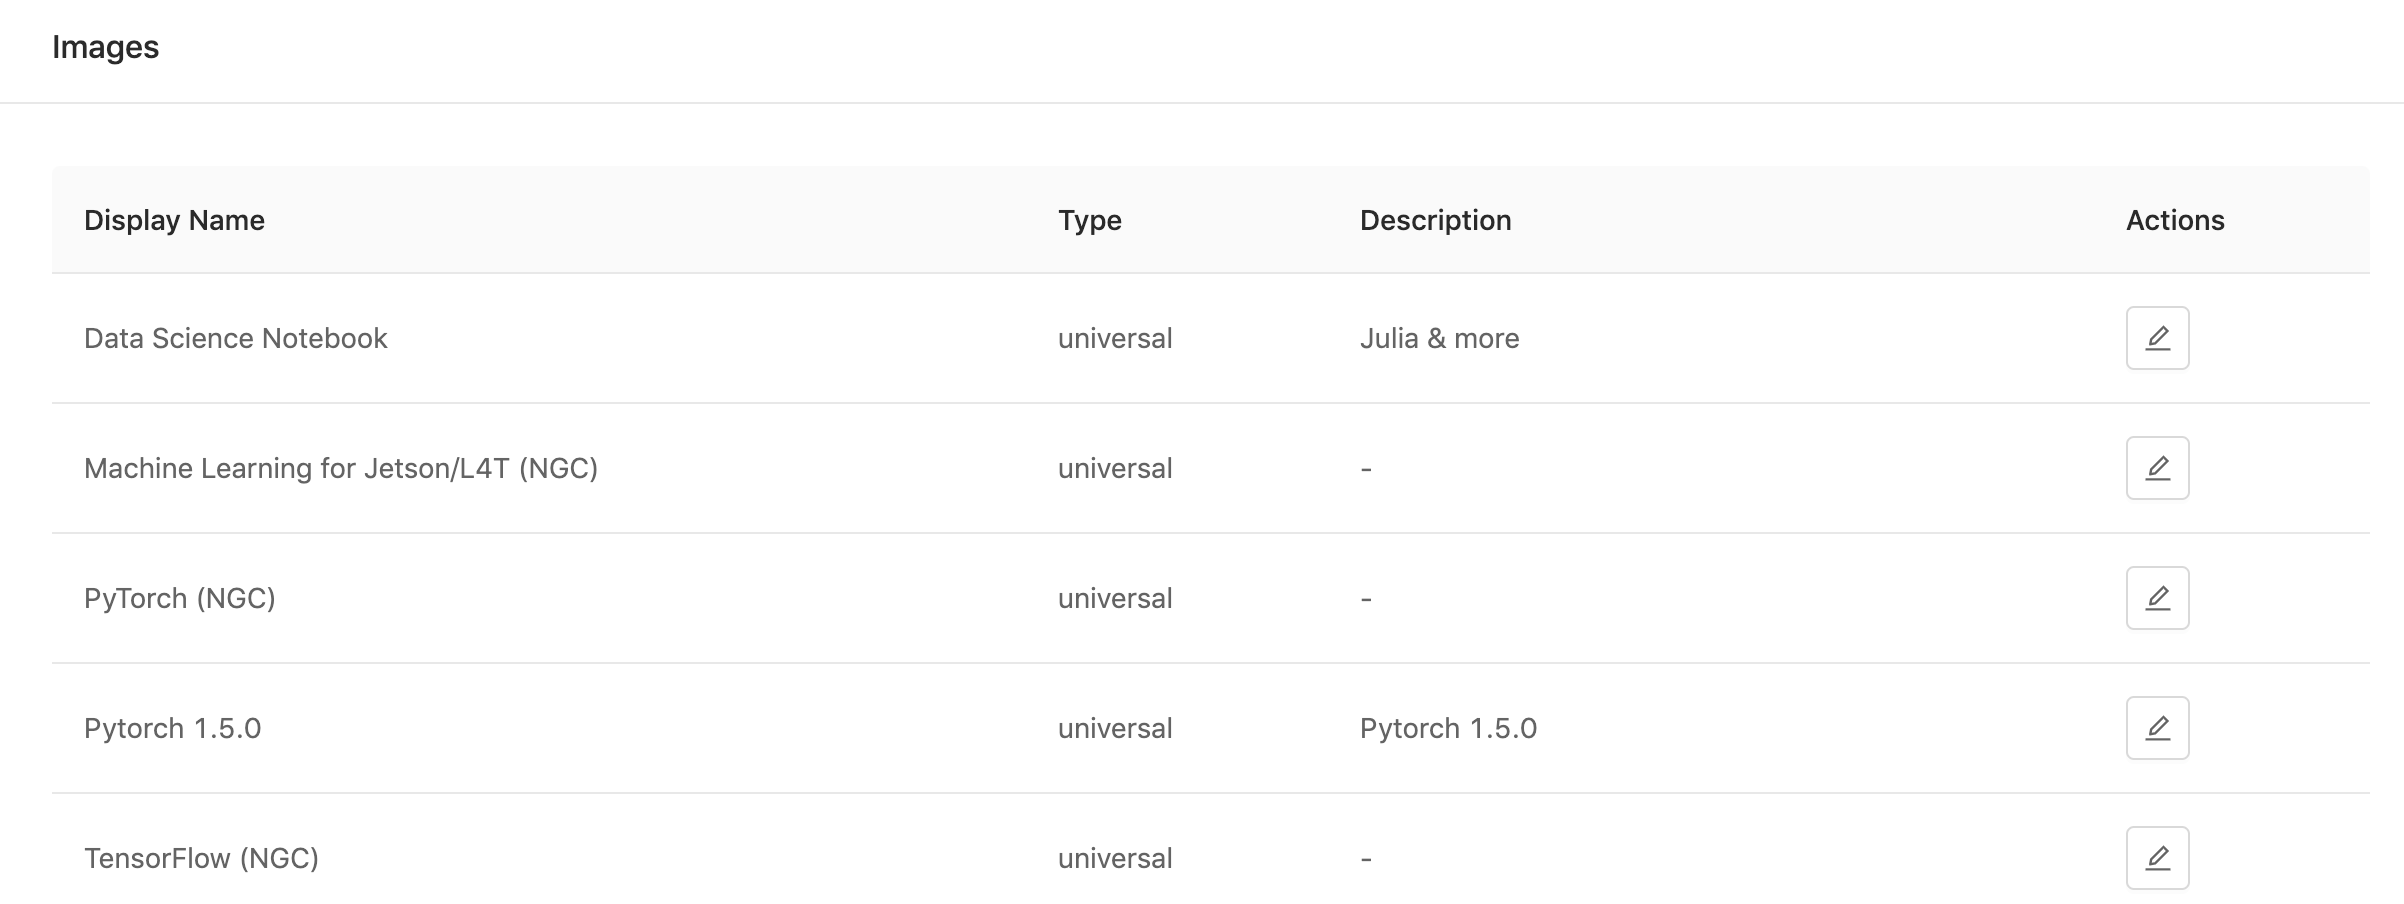 Images
Display Name Type Description Actions
Data Science Notebook universal Julia & more
Machine Learning for Jetson/L4T (NGC) universal -
PyTorch (NGC) universal -
Pytorch 1.5.0 universal Pytorch 1.5.0
TensorFlow (NGC) universal -